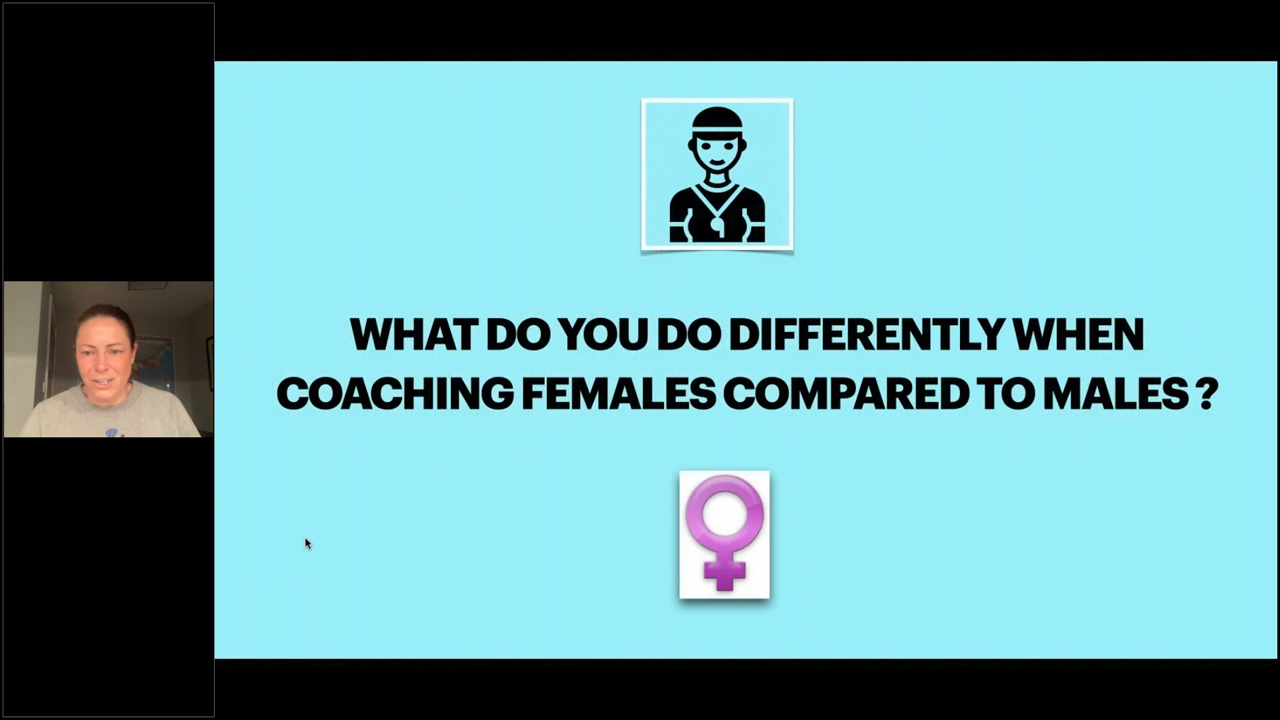 WHAT DO YOU DO DIFFERENTLY WHEN
COACHING FEMALES COMPARED TO MALES ?